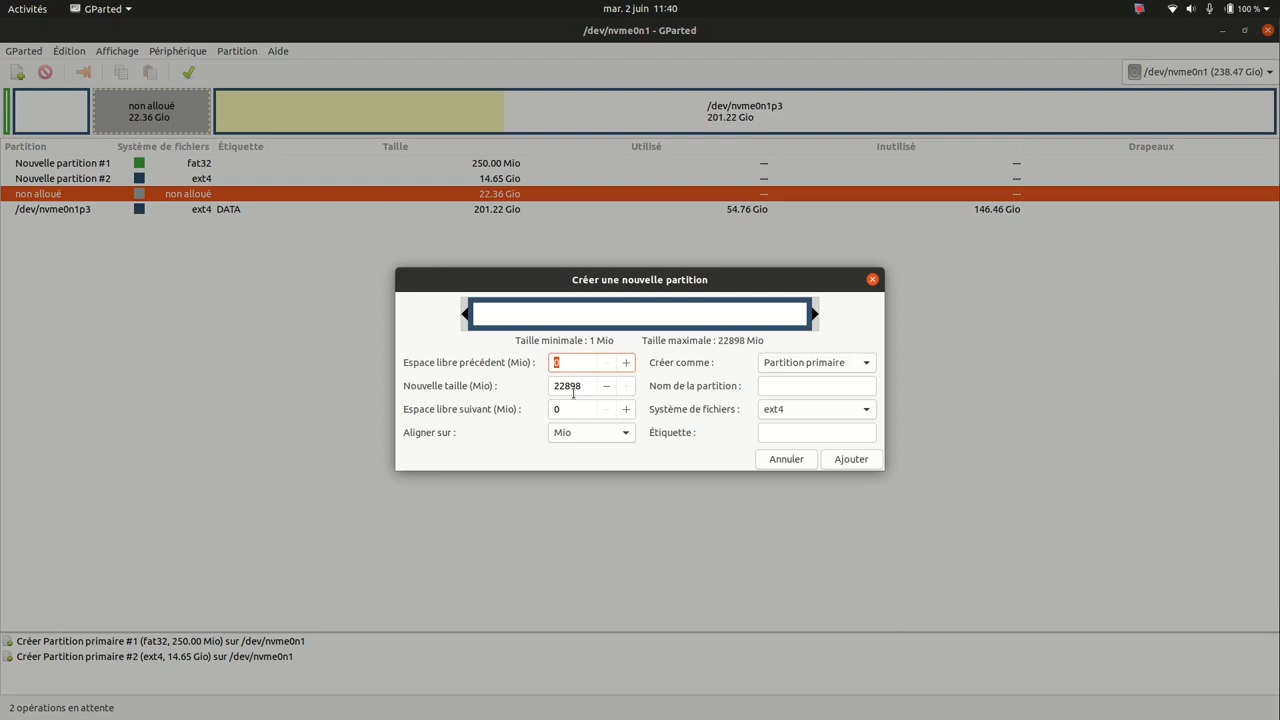 Activités GParted mar. 2 juin 11:40 100 %
/dev/nvme0n1 - GParted
GParted Édition Affichage Périphérique Partition Aide
/dev/nvme0n1 (238.47 Gio)
non alloué
22.36 Gio
/dev/nvme0n1p3
201.22 Gio
Partition Système de fichiers Étiquette Taille Utilisé Inutilisé Drapeaux
Nouvelle partition #1 fat32 250.00 Mio --- ---
Nouvelle partition #2 ext4 14.65 Gio --- ---
non alloué non alloué 22.36 Gio --- ---
/dev/nvme0n1p3 ext4 DATA 201.22 Gio 54.76 Gio 146.46 Gio
Créer une nouvelle partition
Taille minimale : 1 Mio Taille maximale : 22898 Mio
Espace libre précédent (Mio) : 0 Créer comme : Partition primaire
Nouvelle taille (Mio) : 22898 Nom de la partition :
Espace libre suivant (Mio) : 0 Système de fichiers : ext4
Aligner sur : Mio Étiquette :
Annuler Ajouter
Créer Partition primaire #1 (fat32, 250.00 Mio) sur /dev/nvme0n1
Créer Partition primaire #2 (ext4, 14.65 Gio) sur /dev/nvme0n1
2 opérations en attente